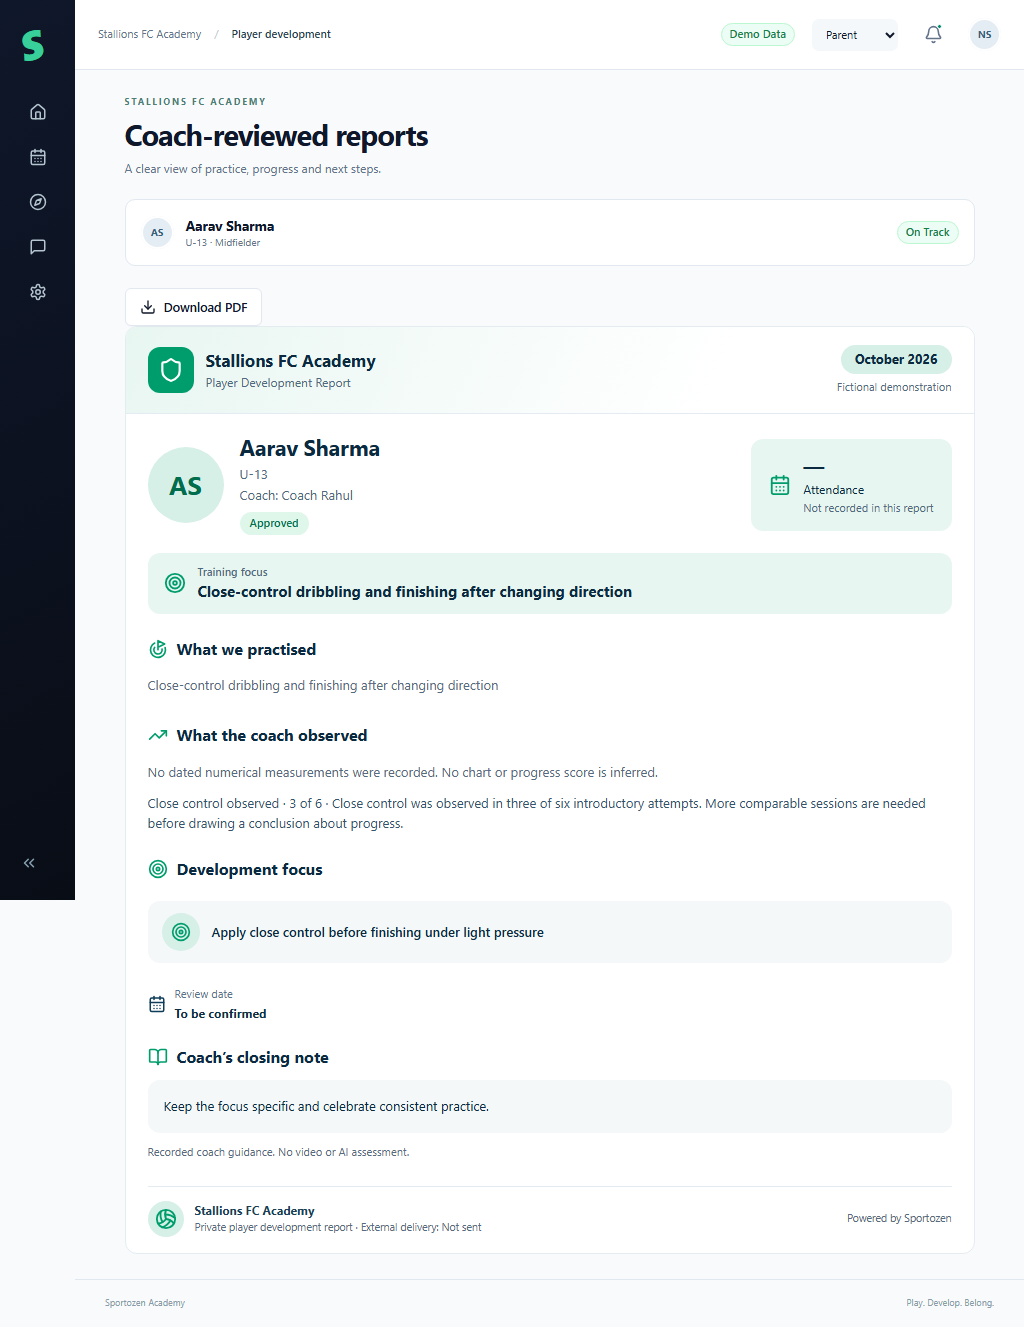 Stallions FC Academy / Player development
Demo Data
Parent
NS
STALLIONS FC ACADEMY
Coach-reviewed reports
A clear view of practice, progress and next steps.
AS
Aarav Sharma
U-13 · Midfielder
On Track
Download PDF
Stallions FC Academy
Player Development Report
October 2026
Fictional demonstration
AS
Aarav Sharma
U-13
Coach: Coach Rahul
Approved
—
Attendance
Not recorded in this report
Training focus
Close-control dribbling and finishing after changing direction
What we practised
Close-control dribbling and finishing after changing direction
What the coach observed
No dated numerical measurements were recorded. No chart or progress score is inferred.
Close control observed · 3 of 6 · Close control was observed in three of six introductory attempts. More comparable sessions are needed
before drawing a conclusion about progress.
Development focus
Apply close control before finishing under light pressure
Review date
To be confirmed
Coach's closing note
Keep the focus specific and celebrate consistent practice.
Recorded coach guidance. No video or AI assessment.
Stallions FC Academy
Private player development report · External delivery: Not sent
Powered by Sportozen
Sportozen Academy
Play. Develop. Belong.